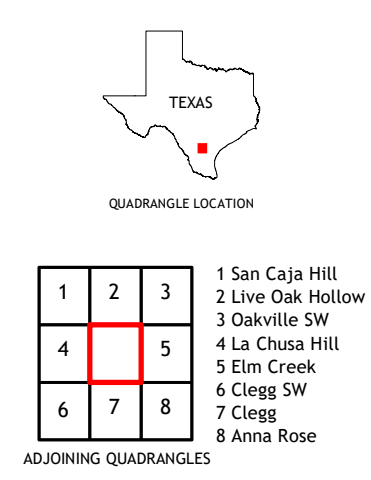 TEXAS
QUADRANGLE LOCATION
1 2 3
4 5
6 7 8
ADJOINING QUADRANGLES
1 San Caja Hill
2 Live Oak Hollow
3 Oakville SW
4 La Chusa Hill
5 Elm Creek
6 Clegg SW
7 Clegg
8 Anna Rose